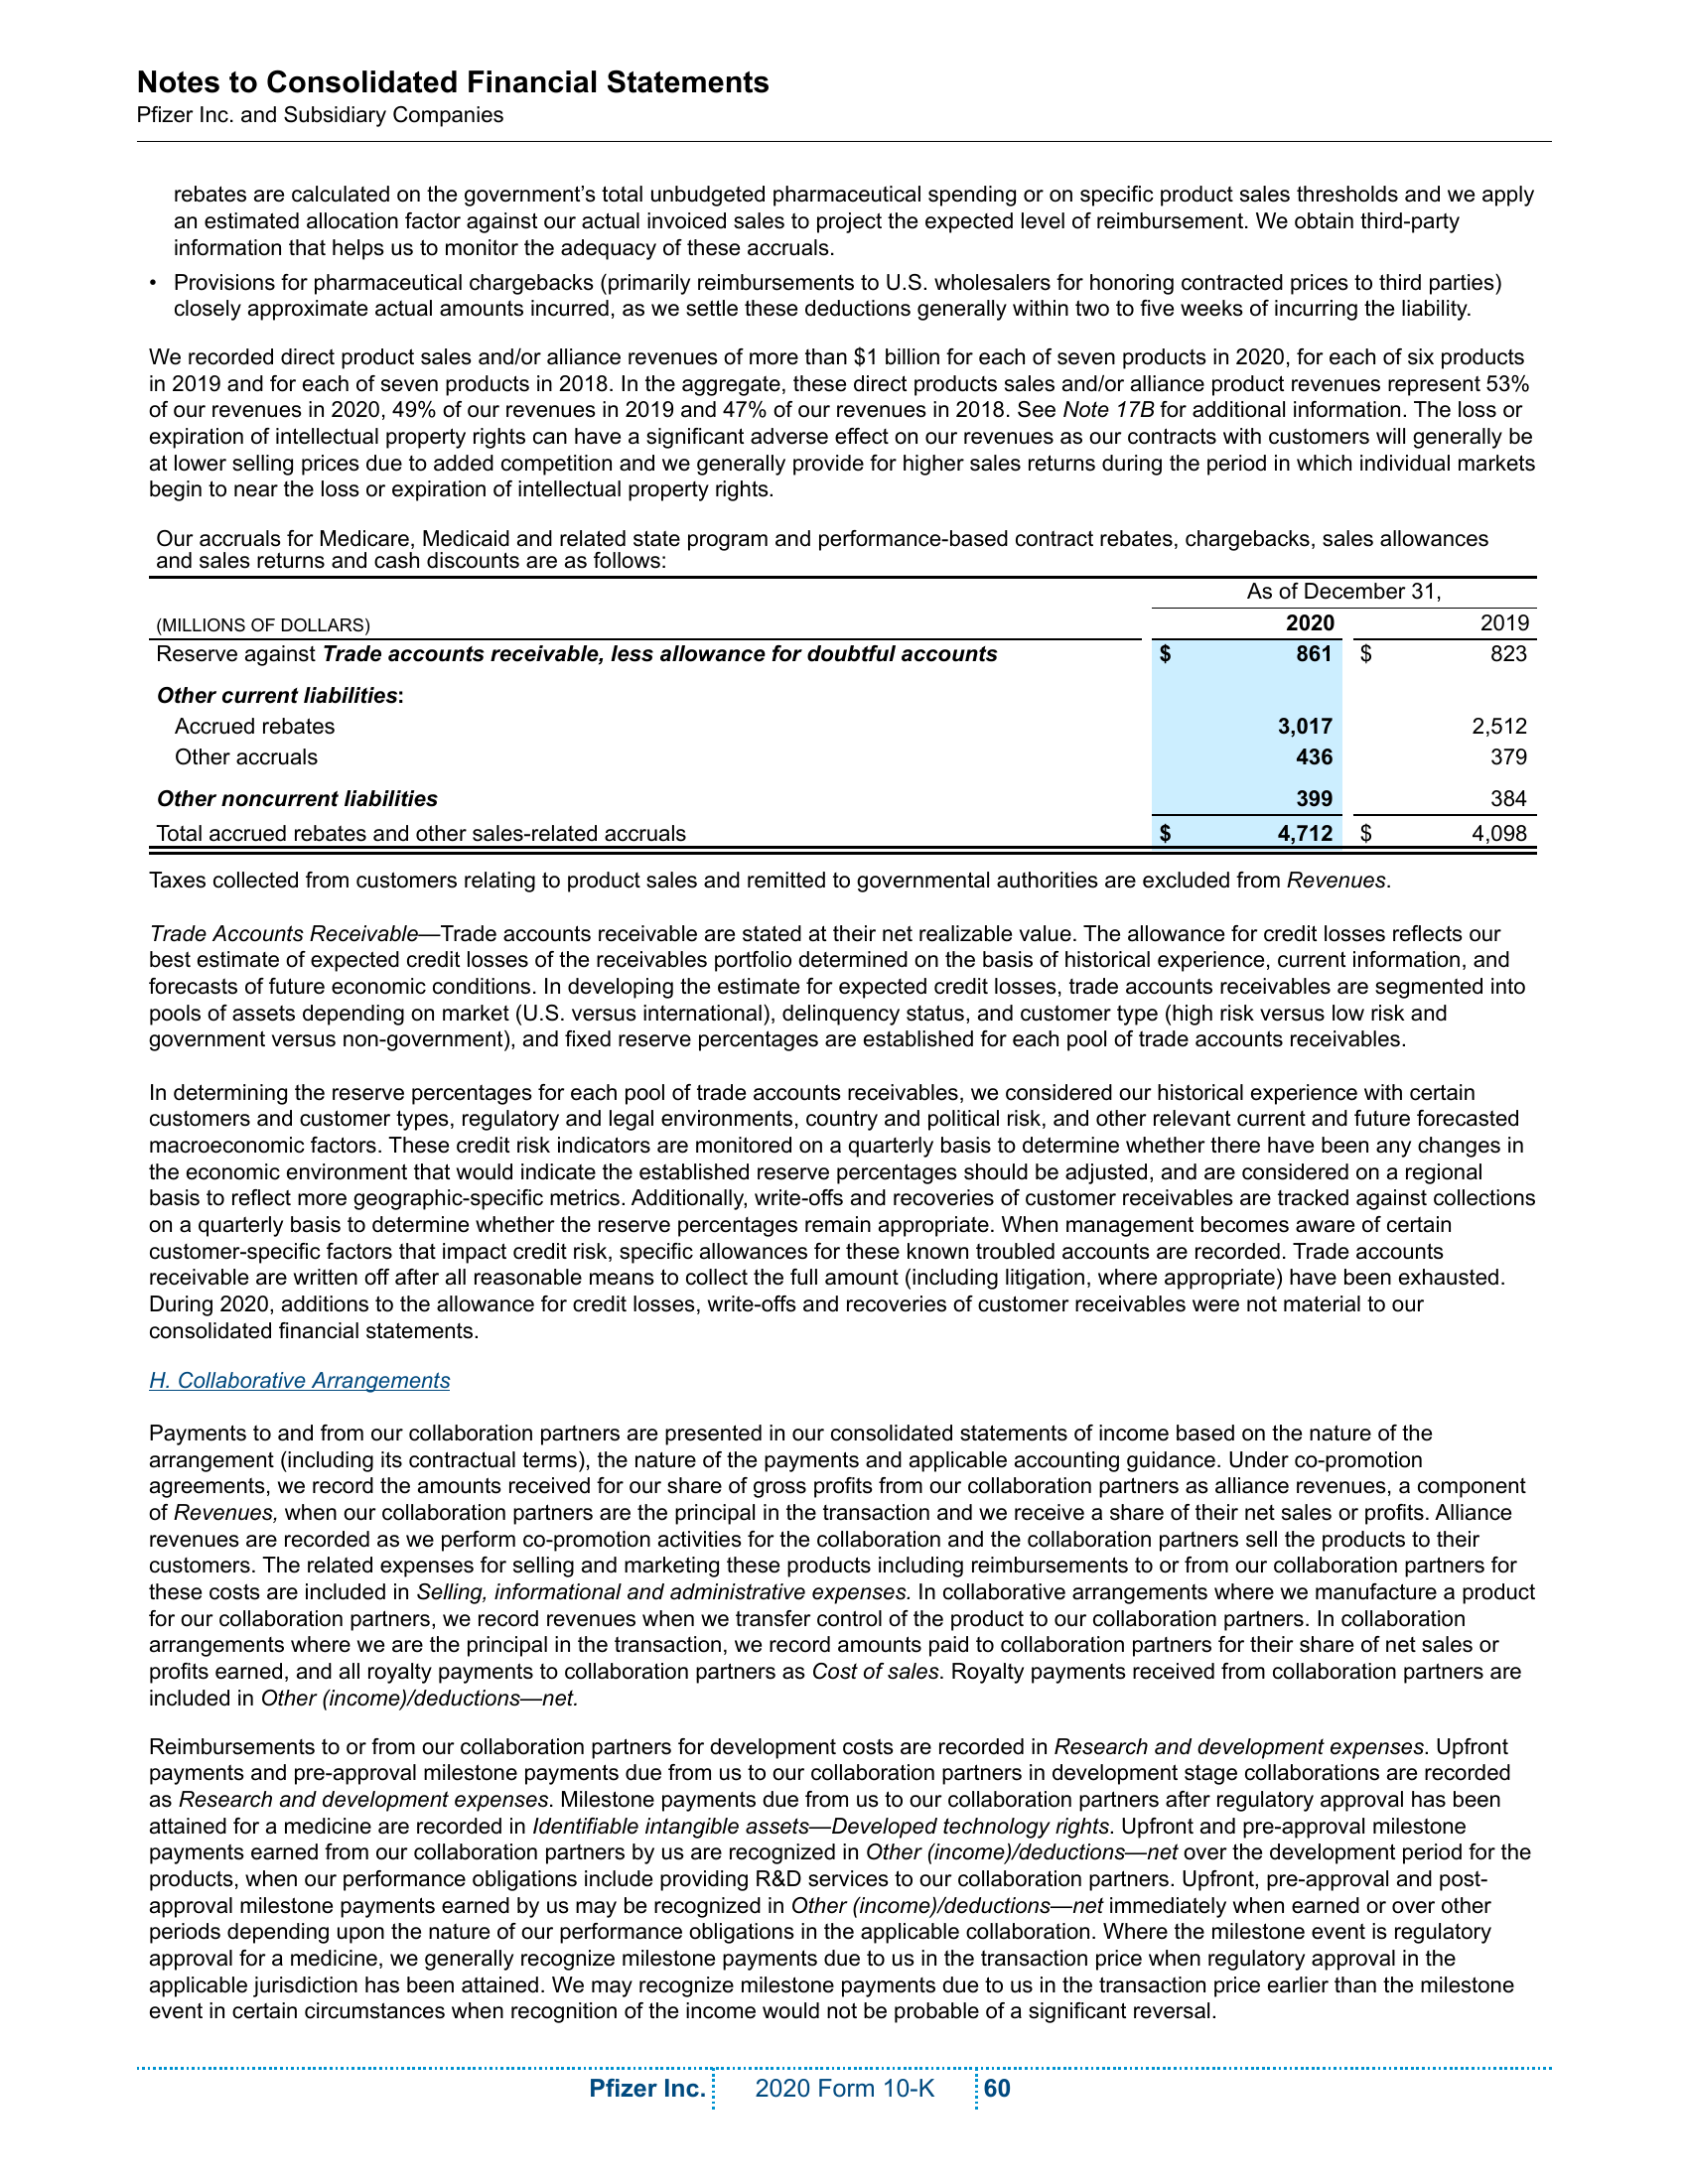 Notes to Consolidated Financial Statements
Pfizer Inc. and Subsidiary Companies
rebates are calculated on the government’s total unbudgeted pharmaceutical spending or on specific product sales thresholds and we apply
an estimated allocation factor against our actual invoiced sales to project the expected level of reimbursement. We obtain third-party
information that helps us to monitor the adequacy of these accruals.
• Provisions for pharmaceutical chargebacks (primarily reimbursements to U.S. wholesalers for honoring contracted prices to third parties)
closely approximate actual amounts incurred, as we settle these deductions generally within two to five weeks of incurring the liability.
We recorded direct product sales and/or alliance revenues of more than $1 billion for each of seven products in 2020, for each of six products
in 2019 and for each of seven products in 2018. In the aggregate, these direct products sales and/or alliance product revenues represent 53%
of our revenues in 2020, 49% of our revenues in 2019 and 47% of our revenues in 2018. See Note 17B for additional information. The loss or
expiration of intellectual property rights can have a significant adverse effect on our revenues as our contracts with customers will generally be
at lower selling prices due to added competition and we generally provide for higher sales returns during the period in which individual markets
begin to near the loss or expiration of intellectual property rights.
Our accruals for Medicare, Medicaid and related state program and performance-based contract rebates, chargebacks, sales allowances
and sales returns and cash discounts are as follows:
As of December 31,
(MILLIONS OF DOLLARS) 2020 2019
Reserve against Trade accounts receivable, less allowance for doubtful accounts $ 861 $ 823
Other current liabilities:
Accrued rebates 3,017 2,512
Other accruals 436 379
Other noncurrent liabilities 399 384
Total accrued rebates and other sales-related accruals $ 4,712 $ 4,098
Taxes collected from customers relating to product sales and remitted to governmental authorities are excluded from Revenues.
Trade Accounts Receivable—Trade accounts receivable are stated at their net realizable value. The allowance for credit losses reflects our
best estimate of expected credit losses of the receivables portfolio determined on the basis of historical experience, current information, and
forecasts of future economic conditions. In developing the estimate for expected credit losses, trade accounts receivables are segmented into
pools of assets depending on market (U.S. versus international), delinquency status, and customer type (high risk versus low risk and
government versus non-government), and fixed reserve percentages are established for each pool of trade accounts receivables.
In determining the reserve percentages for each pool of trade accounts receivables, we considered our historical experience with certain
customers and customer types, regulatory and legal environments, country and political risk, and other relevant current and future forecasted
macroeconomic factors. These credit risk indicators are monitored on a quarterly basis to determine whether there have been any changes in
the economic environment that would indicate the established reserve percentages should be adjusted, and are considered on a regional
basis to reflect more geographic-specific metrics. Additionally, write-offs and recoveries of customer receivables are tracked against collections
on a quarterly basis to determine whether the reserve percentages remain appropriate. When management becomes aware of certain
customer-specific factors that impact credit risk, specific allowances for these known troubled accounts are recorded. Trade accounts
receivable are written off after all reasonable means to collect the full amount (including litigation, where appropriate) have been exhausted.
During 2020, additions to the allowance for credit losses, write-offs and recoveries of customer receivables were not material to our
consolidated financial statements.
H. Collaborative Arrangements
Payments to and from our collaboration partners are presented in our consolidated statements of income based on the nature of the
arrangement (including its contractual terms), the nature of the payments and applicable accounting guidance. Under co-promotion
agreements, we record the amounts received for our share of gross profits from our collaboration partners as alliance revenues, a component
of Revenues, when our collaboration partners are the principal in the transaction and we receive a share of their net sales or profits. Alliance
revenues are recorded as we perform co-promotion activities for the collaboration and the collaboration partners sell the products to their
customers. The related expenses for selling and marketing these products including reimbursements to or from our collaboration partners for
these costs are included in Selling, informational and administrative expenses. In collaborative arrangements where we manufacture a product
for our collaboration partners, we record revenues when we transfer control of the product to our collaboration partners. In collaboration
arrangements where we are the principal in the transaction, we record amounts paid to collaboration partners for their share of net sales or
profits earned, and all royalty payments to collaboration partners as Cost of sales. Royalty payments received from collaboration partners are
included in Other (income)/deductions—net.
Reimbursements to or from our collaboration partners for development costs are recorded in Research and development expenses. Upfront
payments and pre-approval milestone payments due from us to our collaboration partners in development stage collaborations are recorded
as Research and development expenses. Milestone payments due from us to our collaboration partners after regulatory approval has been
attained for a medicine are recorded in Identifiable intangible assets—Developed technology rights. Upfront and pre-approval milestone
payments earned from our collaboration partners by us are recognized in Other (income)/deductions—net over the development period for the
products, when our performance obligations include providing R&D services to our collaboration partners. Upfront, pre-approval and post-
approval milestone payments earned by us may be recognized in Other (income)/deductions—net immediately when earned or over other
periods depending upon the nature of our performance obligations in the applicable collaboration. Where the milestone event is regulatory
approval for a medicine, we generally recognize milestone payments due to us in the transaction price when regulatory approval in the
applicable jurisdiction has been attained. We may recognize milestone payments due to us in the transaction price earlier than the milestone
event in certain circumstances when recognition of the income would not be probable of a significant reversal.
Pfizer Inc. 2020 Form 10-K 60